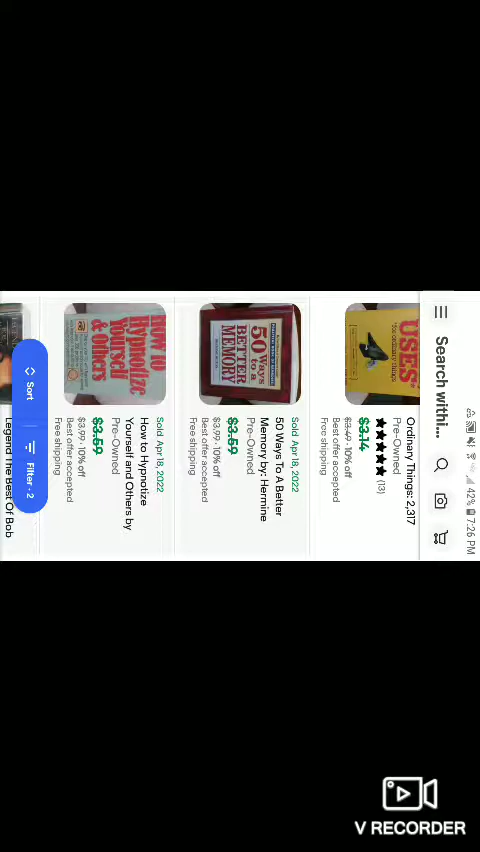 42% 7:26 PM
Search withi...
USES
for ordinary things
Ordinary Things: 2,317
Pre-Owned
(13)
$3.14
$3.49 · 10% off
Best offer accepted
Free shipping
50 Ways
to a
BETTER
MEMORY
Sold Apr 18, 2022
50 Ways To A Better
Memory by: Hermine
Pre-Owned
$3.59
$3.99 · 10% off
Best offer accepted
Free shipping
How to
Hypnotize
Yourself
& Others
Sold Apr 18, 2022
How to Hypnotize
Yourself and Others by
Pre-Owned
$3.59
$3.99 · 10% off
Best offer accepted
Free shipping
Legend The Best Of Bob
Sort
Filter · 2
V RECORDER